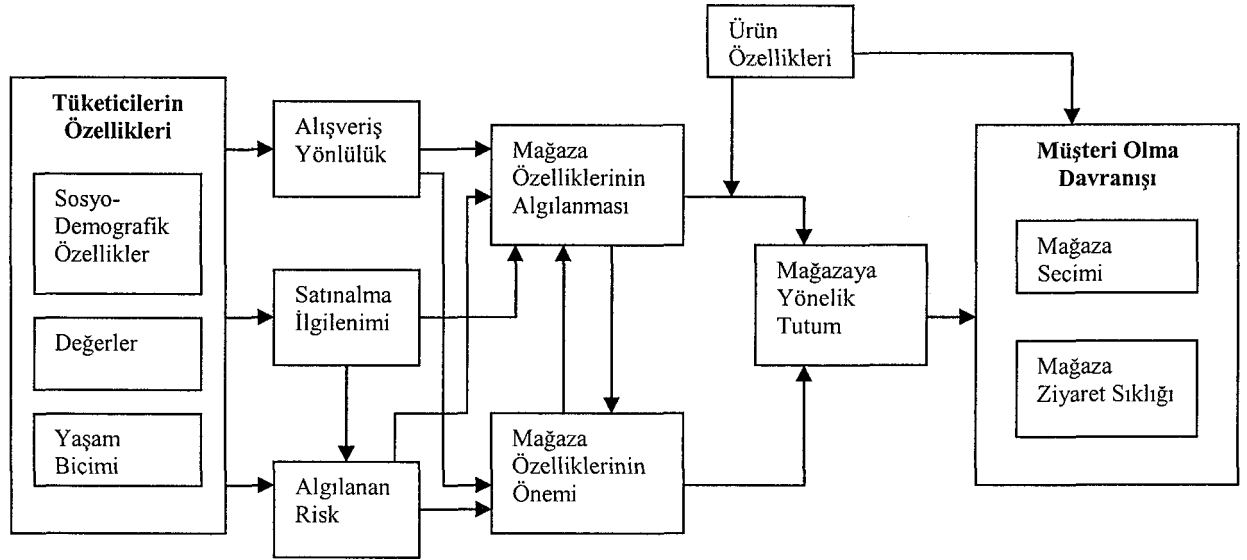 Ürün
Özellikleri
Tüketicilerin
Özellikleri
Sosyo-
Demografik
Özellikler
Değerler
Yaşam
Biçimi
Alışveriş
Yönlülük
Satınalma
İlgilenimi
Algılanan
Risk
Mağaza
Özelliklerinin
Algılanması
Mağaza
Özelliklerinin
Önemi
Mağazaya
Yönelik
Tutum
Müşteri Olma
Davranışı
Mağaza
Secimi
Mağaza
Ziyaret Sıklığı